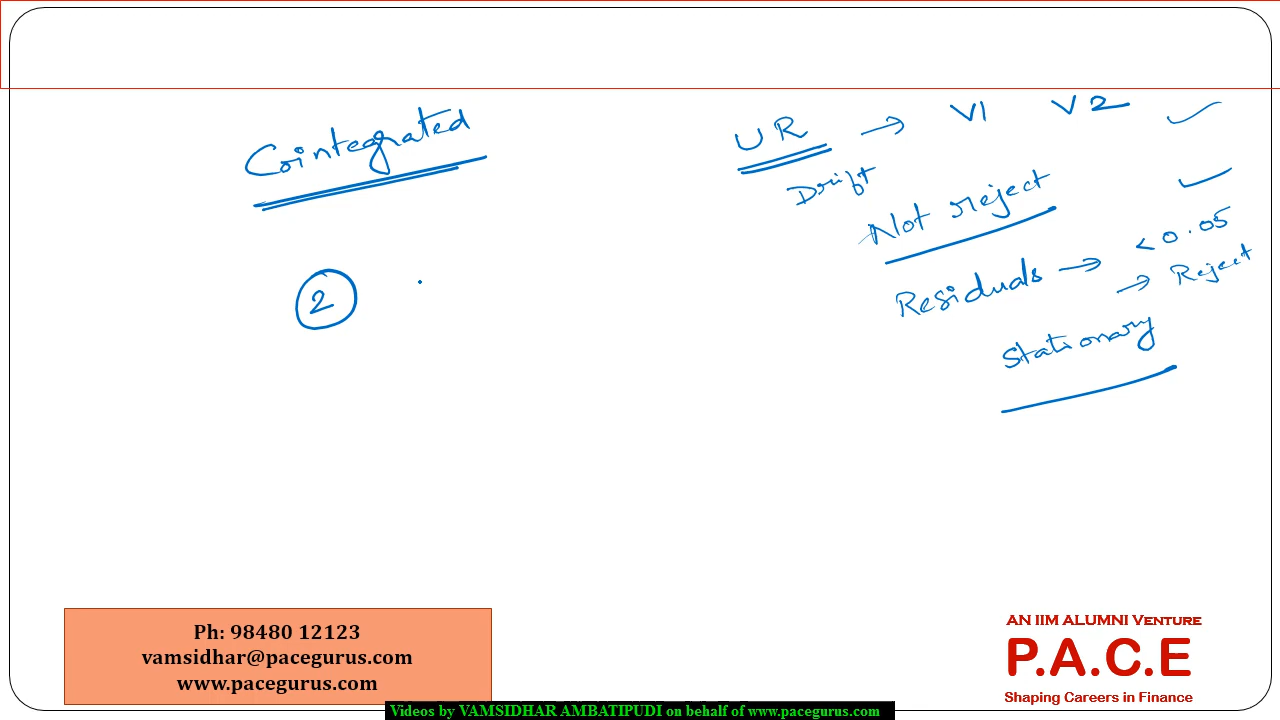 Cointegrated
2
UR → V1 V2 ✓
Drift
Not reject ✓
Residuals → < 0.05
→ Reject
Stationary
Ph: 98480 12123
vamsidhar@pacegurus.com
www.pacegurus.com
AN IIM ALUMNI VENTURE
P.A.C.E
Shaping Careers in Finance
Videos by VAMSIDHAR AMBATIPUDI on behalf of www.pacegurus.com